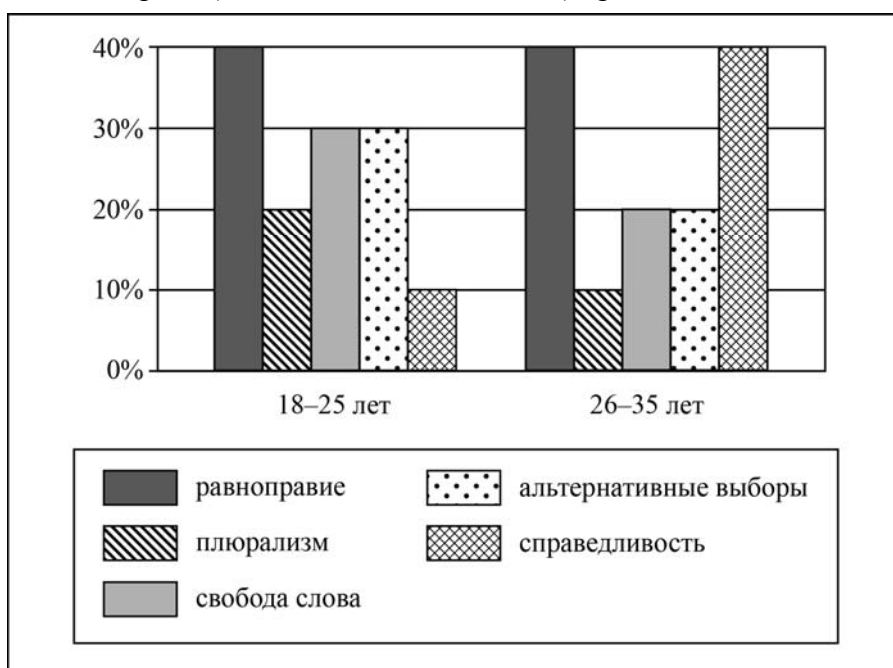 40%
30%
20%
10%
0%
18–25 лет
26–35 лет
равноправие
альтернативные выборы
плюрализм
справедливость
свобода слова